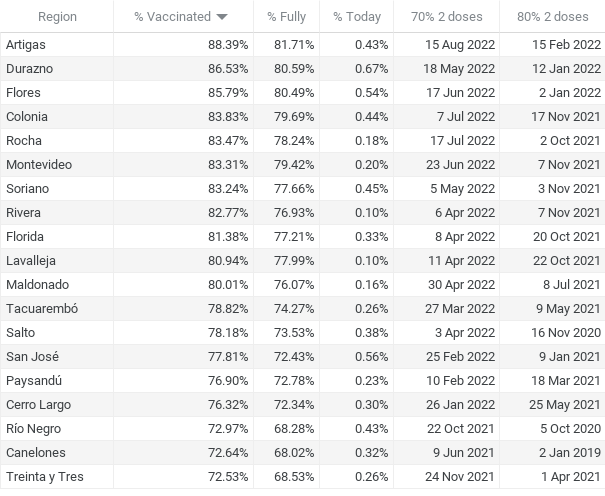 Region % Vaccinated % Fully % Today 70% 2 doses 80% 2 doses
Artigas 88.39% 81.71% 0.43% 15 Aug 2022 15 Feb 2022
Durazno 86.53% 80.59% 0.67% 18 May 2022 12 Jan 2022
Flores 85.79% 80.49% 0.54% 17 Jun 2022 2 Jan 2022
Colonia 83.83% 79.69% 0.44% 7 Jul 2022 17 Nov 2021
Rocha 83.47% 78.24% 0.18% 17 Jul 2022 2 Oct 2021
Montevideo 83.31% 79.42% 0.20% 23 Jun 2022 7 Nov 2021
Soriano 83.24% 77.66% 0.45% 5 May 2022 3 Nov 2021
Rivera 82.77% 76.93% 0.10% 6 Apr 2022 7 Nov 2021
Florida 81.38% 77.21% 0.33% 8 Apr 2022 20 Oct 2021
Lavalleja 80.94% 77.99% 0.10% 11 Apr 2022 22 Oct 2021
Maldonado 80.01% 76.07% 0.16% 30 Apr 2022 8 Jul 2021
Tacuarembó 78.82% 74.27% 0.26% 27 Mar 2022 9 May 2021
Salto 78.18% 73.53% 0.38% 3 Apr 2022 16 Nov 2020
San José 77.81% 72.43% 0.56% 25 Feb 2022 9 Jan 2021
Paysandú 76.90% 72.78% 0.23% 10 Feb 2022 18 Mar 2021
Cerro Largo 76.32% 72.34% 0.30% 26 Jan 2022 25 May 2021
Río Negro 72.97% 68.28% 0.43% 22 Oct 2021 5 Oct 2020
Canelones 72.64% 68.02% 0.32% 9 Jun 2021 2 Jan 2019
Treinta y Tres 72.53% 68.53% 0.26% 24 Nov 2021 1 Apr 2021